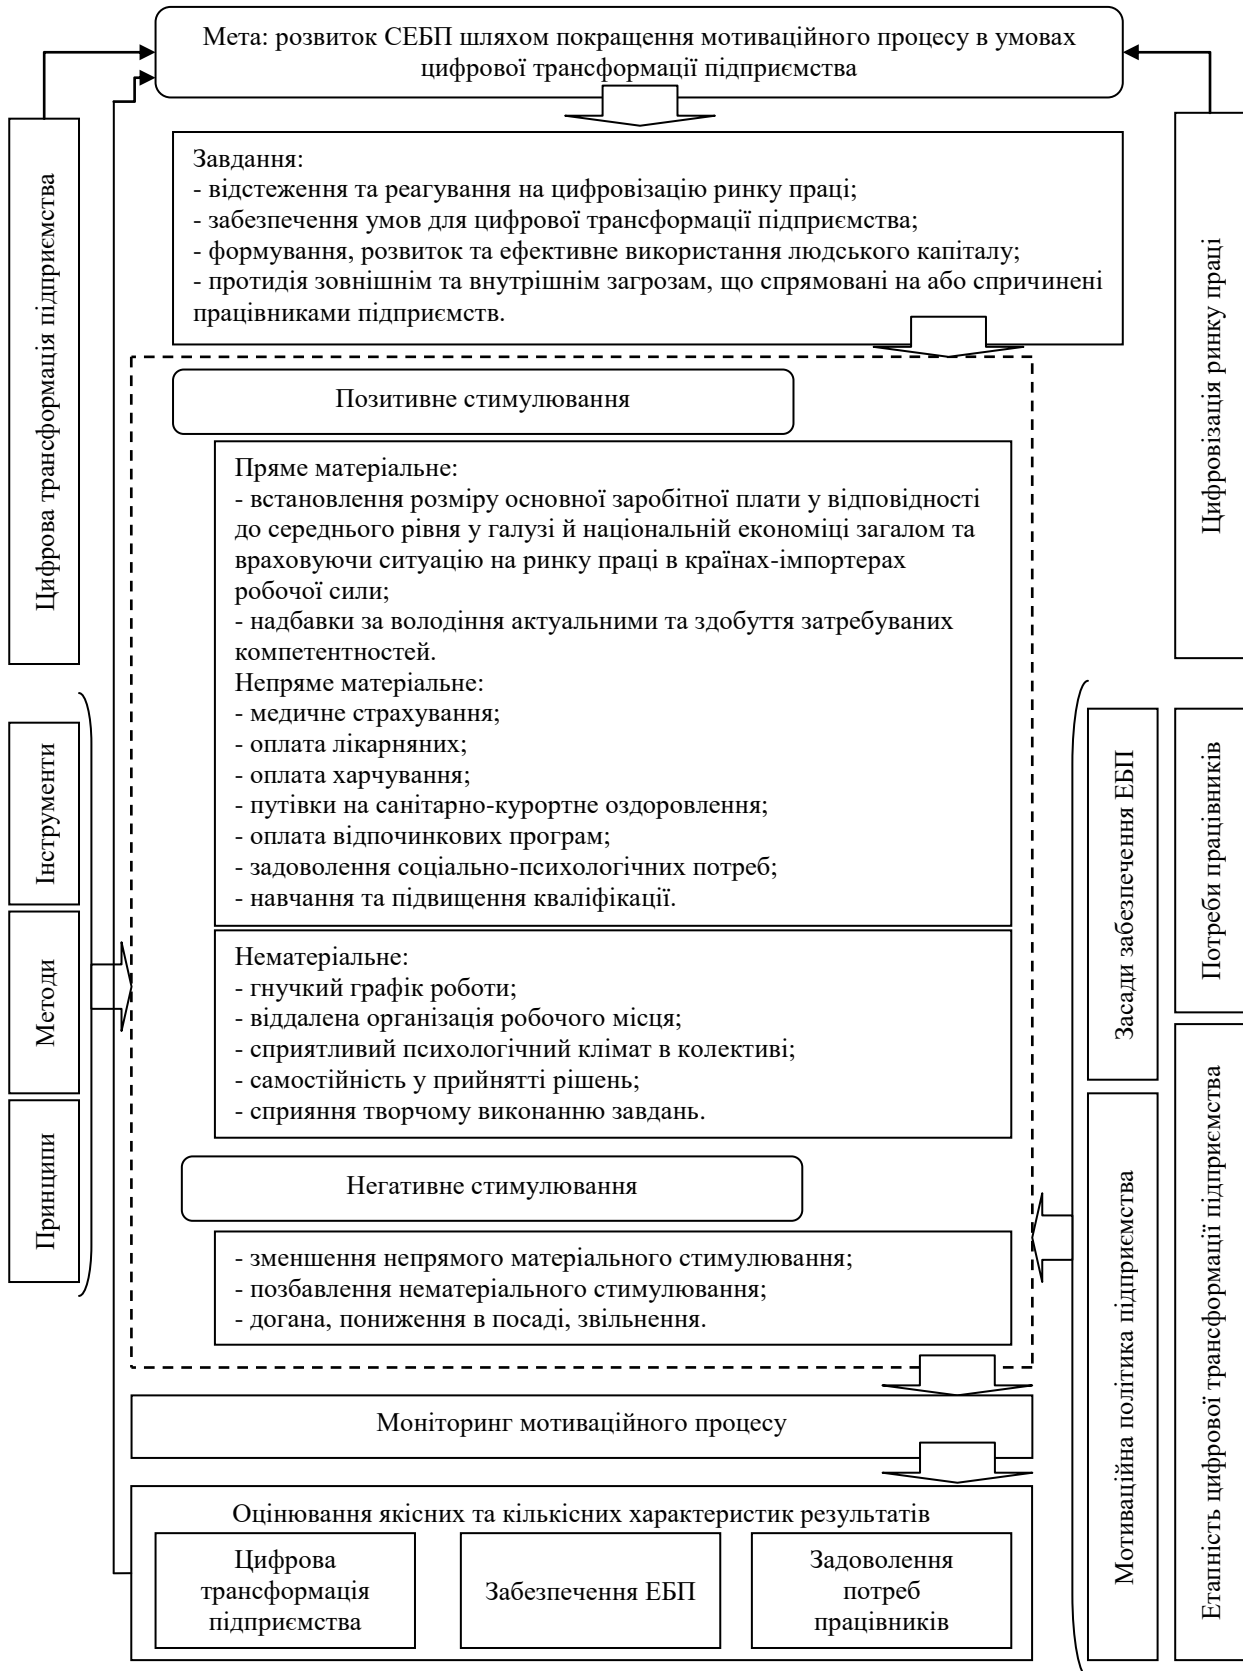 Мета: розвиток СЕБП шляхом покращення мотиваційного процесу в умовах
цифрової трансформації підприємства
Цифрова трансформація підприємства
Завдання:
- відстеження та реагування на цифровізацію ринку праці;
- забезпечення умов для цифрової трансформації підприємства;
- формування, розвиток та ефективне використання людського капіталу;
- протидія зовнішнім та внутрішнім загрозам, що спрямовані на або спричинені
працівниками підприємств.
Цифровізація ринку праці
Позитивне стимулювання
Пряме матеріальне:
- встановлення розміру основної заробітної плати у відповідності
до середнього рівня у галузі й національній економіці загалом та
враховуючи ситуацію на ринку праці в країнах-імпортерах
робочої сили;
- надбавки за володіння актуальними та здобуття затребуваних
компетентностей.
Непряме матеріальне:
- медичне страхування;
- оплата лікарняних;
- оплата харчування;
- путівки на санітарно-курортне оздоровлення;
- оплата відпочинкових програм;
- задоволення соціально-психологічних потреб;
- навчання та підвищення кваліфікації.
Інструменти
Методи
Принципи
Нематеріальне:
- гнучкий графік роботи;
- віддалена організація робочого місця;
- сприятливий психологічний клімат в колективі;
- самостійність у прийнятті рішень;
- сприяння творчому виконанню завдань.
Засади забезпечення ЕБП
Потреби працівників
Негативне стимулювання
- зменшення непрямого матеріального стимулювання;
- позбавлення нематеріального стимулювання;
- догана, пониження в посаді, звільнення.
Мотиваційна політика підприємства
Етапність цифрової трансформації підприємства
Моніторинг мотиваційного процесу
Оцінювання якісних та кількісних характеристик результатів
Цифрова
трансформація
підприємства
Забезпечення ЕБП
Задоволення
потреб
працівників